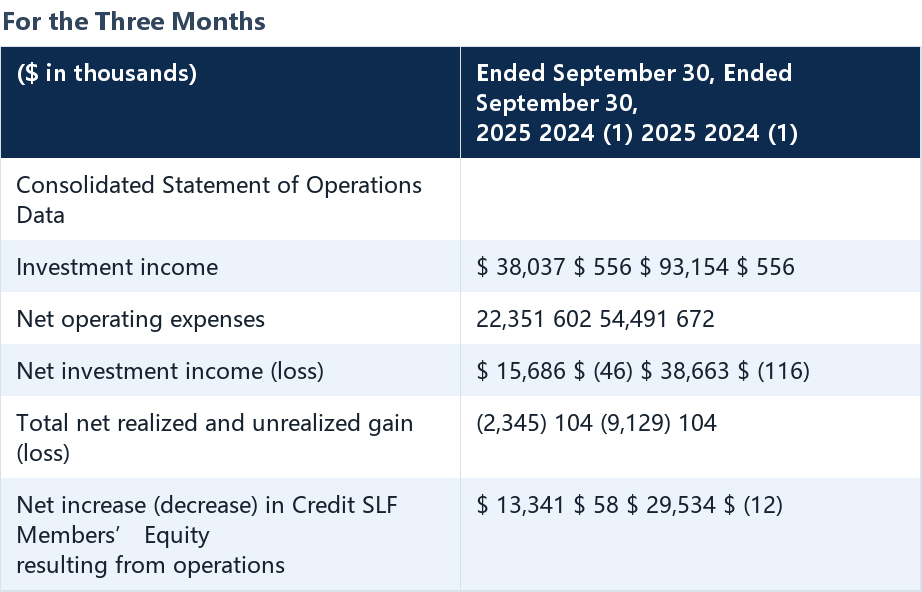 For the Three Months
($ in thousands)
Ended September 30, Ended
September 30,
2025 2024 (1) 2025 2024 (1)
Consolidated Statement of Operations
Data
Investment income
$ 38,037 $ 556 $ 93,154 $ 556
Net operating expenses
22,351 602 54,491 672
Net investment income (loss)
$ 15,686 $ (46) $ 38,663 $ (116)
Total net realized and unrealized gain
(loss)
(2,345) 104 (9,129) 104
Net increase (decrease) in Credit SLF
Members’ Equity
resulting from operations
$ 13,341 $ 58 $ 29,534 $ (12)